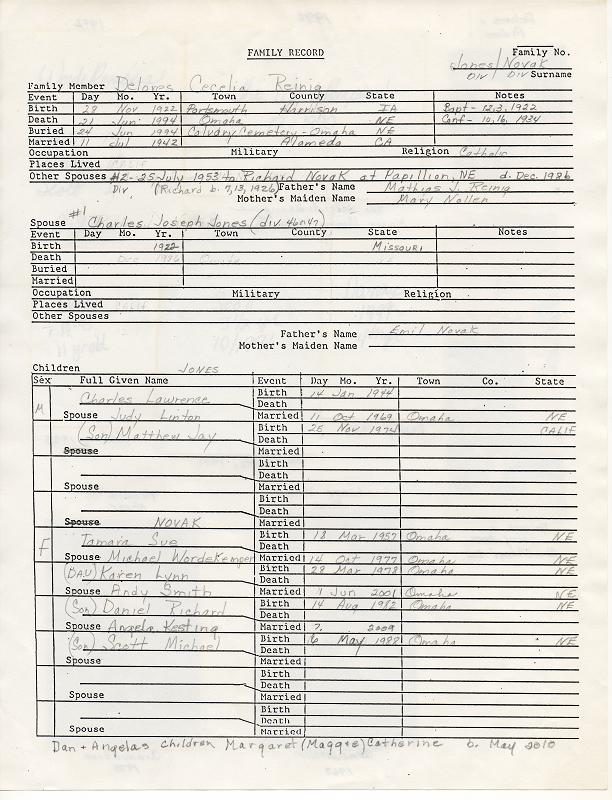 FAMILY RECORD
Family No.
Jones/Novak
Div / Div Surname
Family Member Delores Cecelia Reinig
Event Day Mo. Yr. Town County State Notes
Birth 29 Nov 1922 Portsmouth Harrison IA Bapt - 12,3,1922
Death 21 Jun 1994 Omaha NE Conf - 10,16, 1934
Buried 24 Jun 1994 Calvary Cemetery - Omaha NE
Married 11 Jul 1942 Alameda CA
Occupation Military Religion Catholic
Places Lived
Other Spouses #2 - 25 July 1953 to Richard Novak at Papillion, NE d. Dec. 1986
Div (Richard b. 7,13,1926) Father's Name Mathias J. Reinig
Mother's Maiden Name Mary Nollen
#1
Spouse Charles Joseph Jones (div. 46 or 47)
Event Day Mo. Yr. Town County State Notes
Birth 1922 Missouri
Death Dec 1986 Omaha
Buried
Married
Occupation Military Religion
Places Lived Calif
Other Spouses
Father's Name Emil Novak
Mother's Maiden Name
Children JONES
Sex Full Given Name Event Day Mo. Yr. Town Co. State
M Charles Lawrence Birth 14 Jan 1944
Death
Spouse Judy Linton Married 11 Oct 1969 Omaha NE
(Son) Matthew Jay Birth 25 Nov 1974 CALIF
Death
Spouse Married
Birth
Death
Spouse Married
Birth
Death
Spouse NOVAK Married
F Tamara Sue Birth 18 Mar 1957 Omaha NE
Death
Spouse Michael Wordekemper Married 14 Oct 1977 Omaha NE
(DAU) Karen Lynn Birth 28 Mar 1978 Omaha NE
Death
Spouse Andy Smith Married 1 Jun 2001 Omaha NE
(Son) Daniel Richard Birth 14 Aug 1982 Omaha NE
Death
Spouse Angela Kesting Married 7, 2009
(Son) Scott Michael Birth 6 May 1988 Omaha NE
Death
Spouse Married
Birth
Death
Spouse Married
Birth
Death
Spouse Married
Dan + Angelas children Margaret (Maggie) Catherine b. May 2010